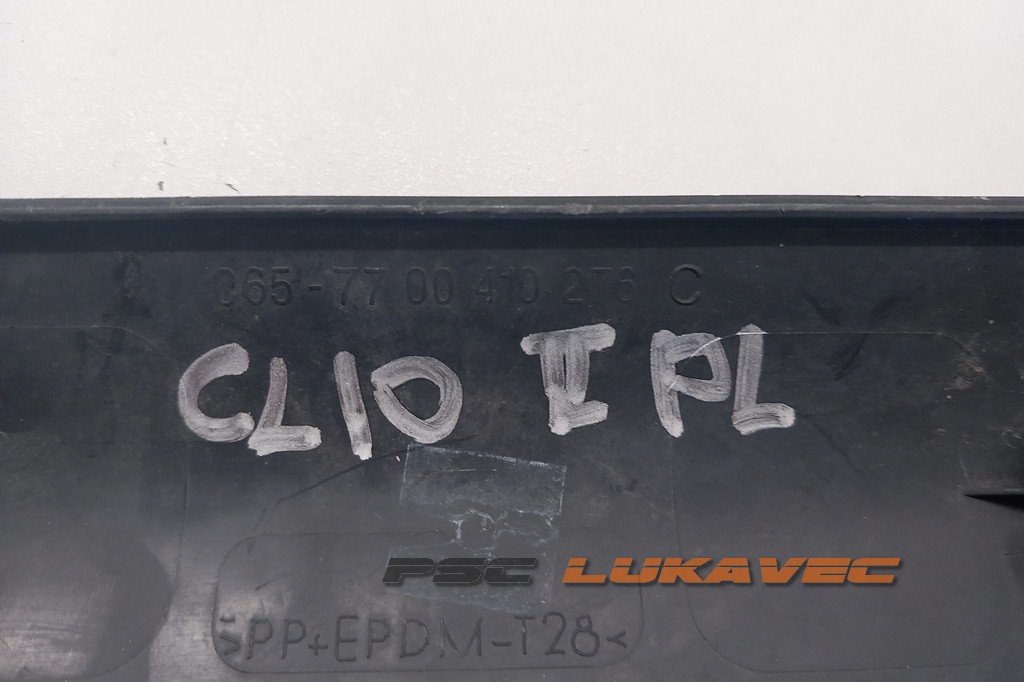 065-77 00 410 276 C
CLIO II PL
PSC LUKAVEC
>PP+EPDM-T28<